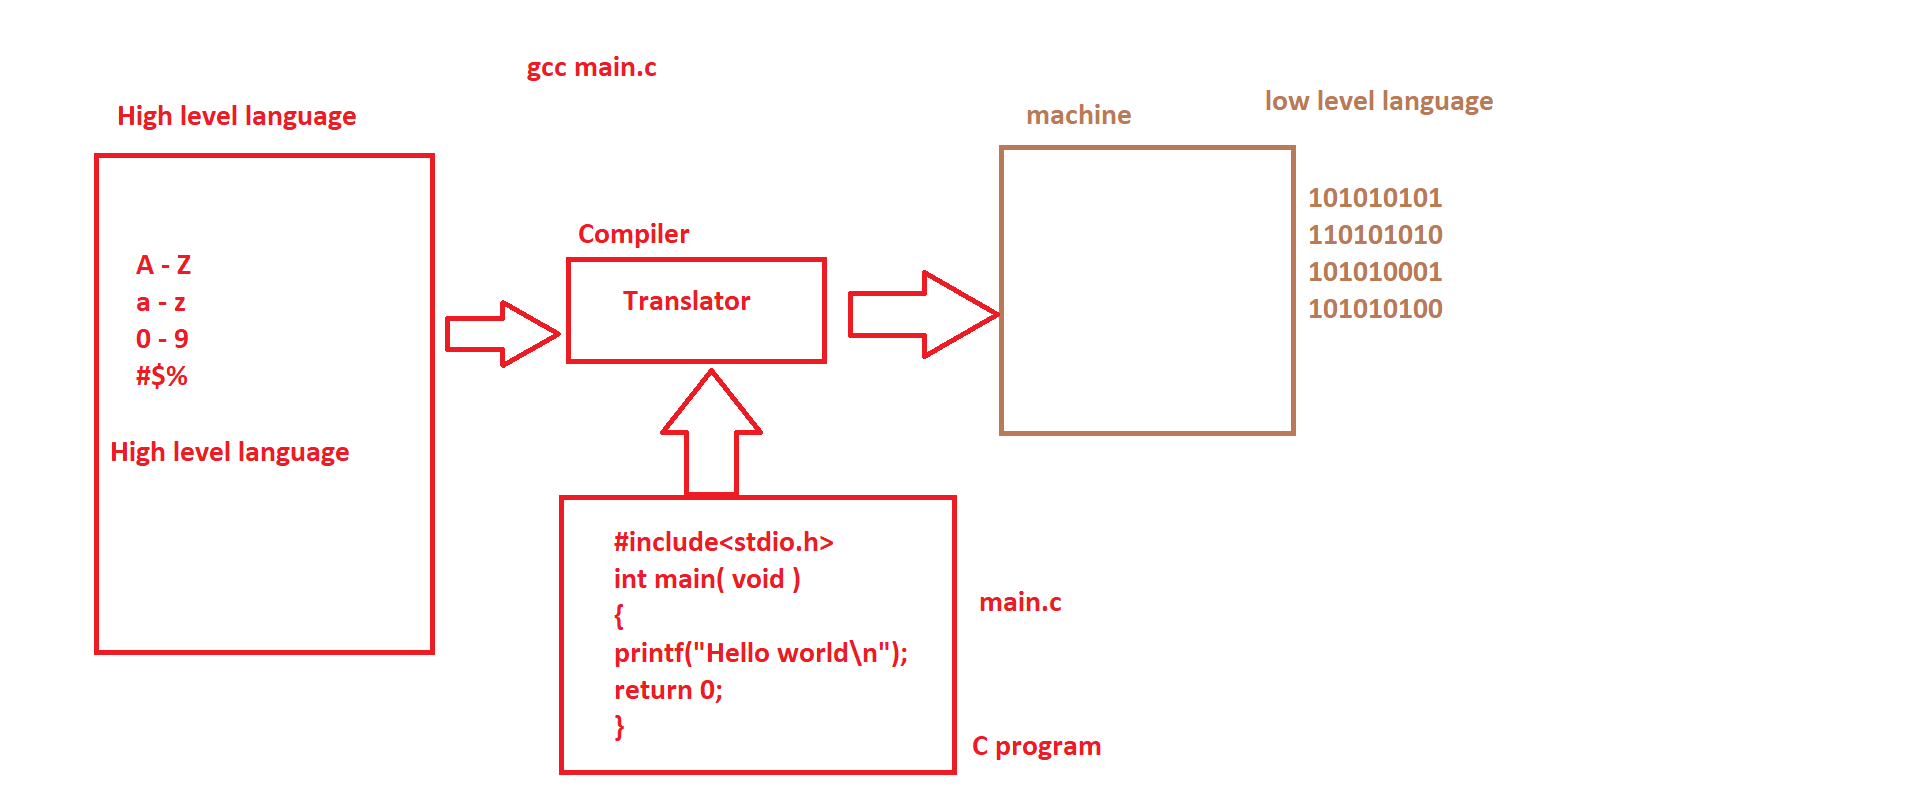 gcc main.c
High level language
A - Z
a - z
0 - 9
#$%
High level language
Compiler
Translator
#include<stdio.h>
int main( void )
{
printf("Hello world\n");
return 0;
}
main.c
C program
machine
low level language
101010101
110101010
101010001
101010100